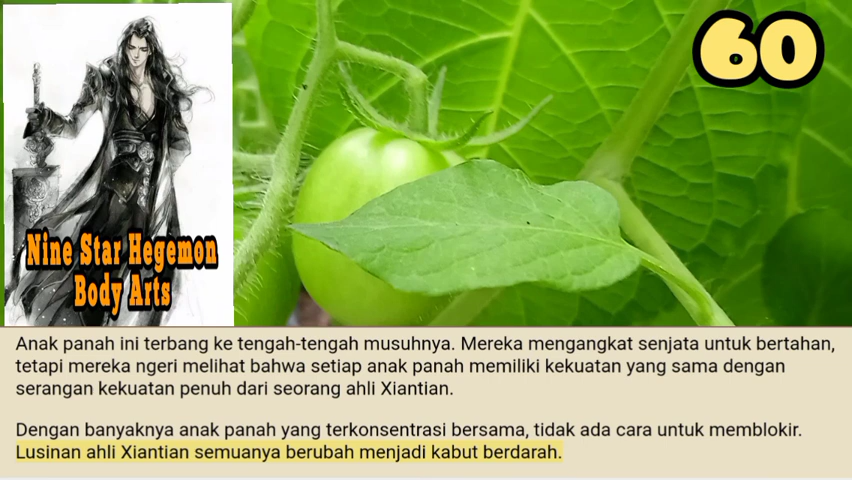 60
Nine Star Hegemon
Body Arts
Anak panah ini terbang ke tengah-tengah musuhnya. Mereka mengangkat senjata untuk bertahan,
tetapi mereka ngeri melihat bahwa setiap anak panah memiliki kekuatan yang sama dengan
serangan kekuatan penuh dari seorang ahli Xiantian.
Dengan banyaknya anak panah yang terkonsentrasi bersama, tidak ada cara untuk memblokir.
Lusinan ahli Xiantian semuanya berubah menjadi kabut berdarah.